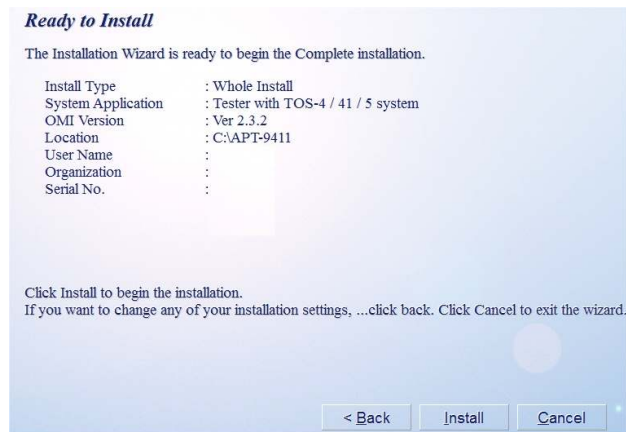 Ready to Install
The Installation Wizard is ready to begin the Complete installation.
Install Type : Whole Install
System Application : Tester with TOS-4 / 41 / 5 system
OMI Version : Ver 2.3.2
Location : C:\APT-9411
User Name :
Organization :
Serial No. :
Click Install to begin the installation.
If you want to change any of your installation settings, ...click back. Click Cancel to exit the wizard.
< Back Install Cancel